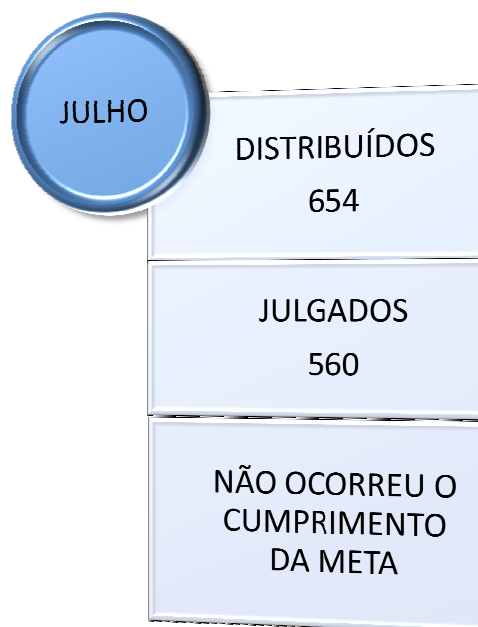 JULHO
DISTRIBUÍDOS
654
JULGADOS
560
NÃO OCORREU O
CUMPRIMENTO
DA META